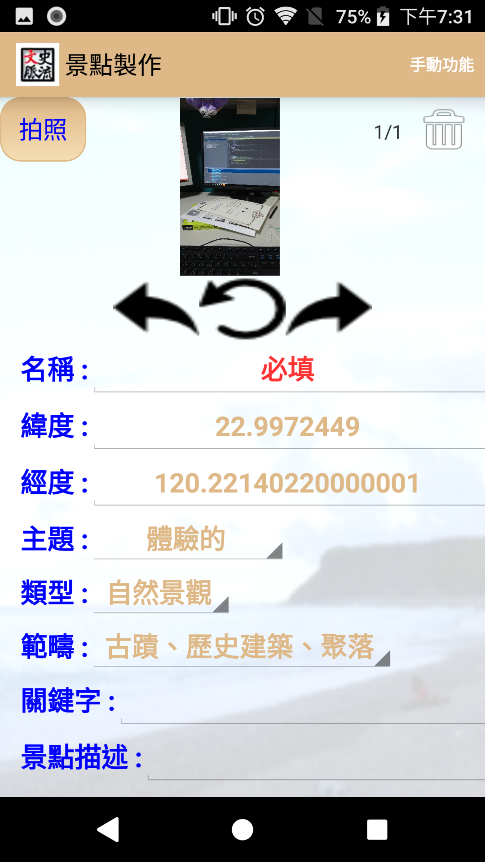 75% 下午7:31
文史脈流 景點製作 手動功能
拍照 1/1
名稱 : 必填
緯度 : 22.9972449
經度 : 120.22140220000001
主題 : 體驗的
類型 : 自然景觀
範疇 : 古蹟、歷史建築、聚落
關鍵字 :
景點描述 :